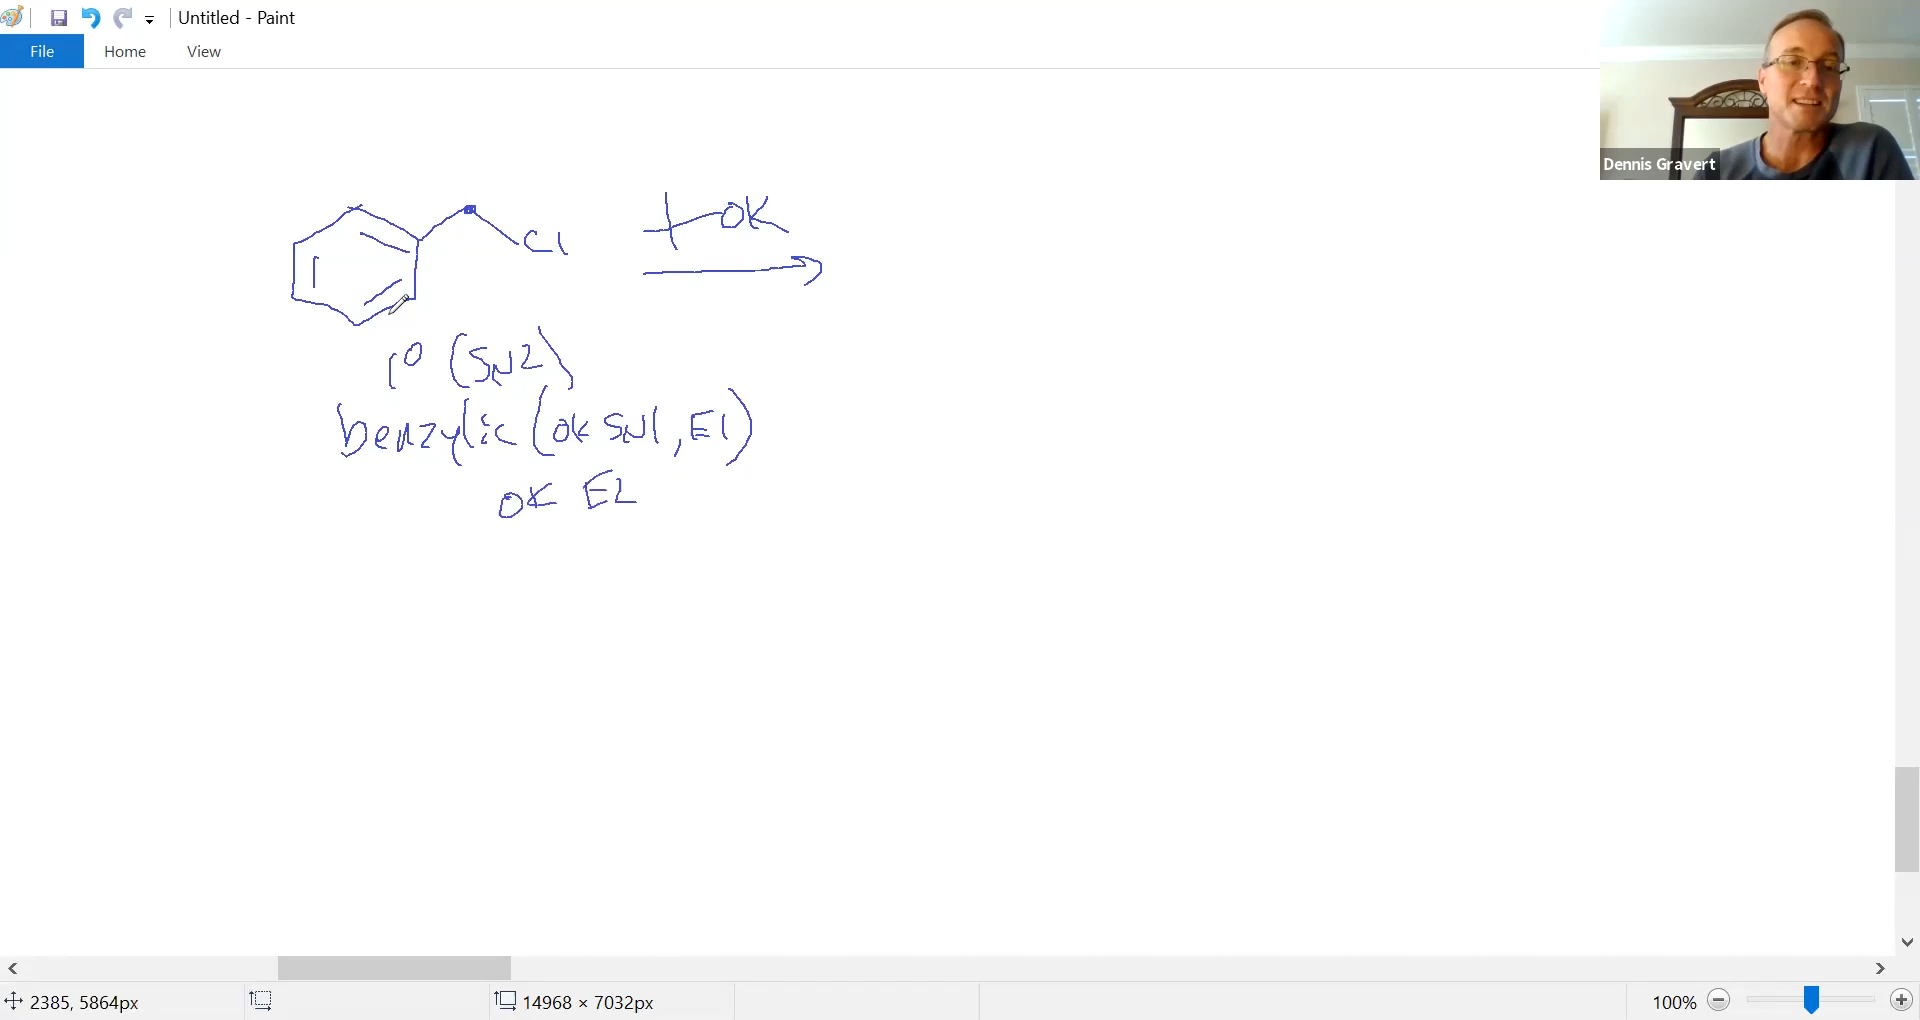 Untitled - Paint
File Home View
Dennis Gravert
Cl
OK
1° (SN2)
benzylic (OK SN1, E1)
OK E2
2385, 5864px
14968 × 7032px
100%